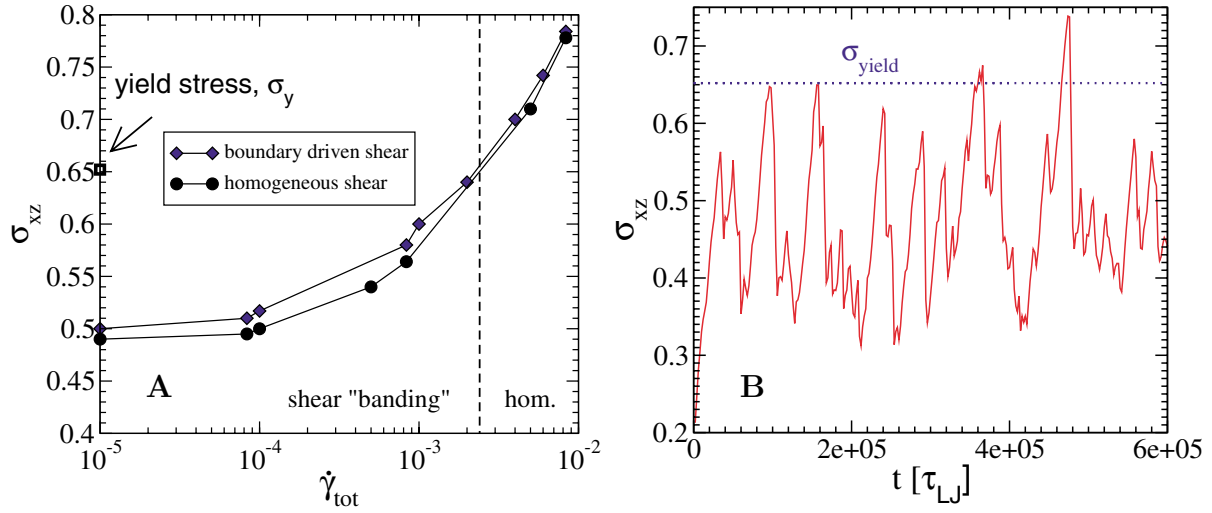 0.8
0.75
0.7
0.65
0.6
0.55
0.5
0.45
0.4
σxz
yield stress, σy
boundary driven shear
homogeneous shear
A
shear "banding"
hom.
10-5
10-4
10-3
10-2
γ̇tot
0.7
0.6
0.5
0.4
0.3
0.2
σxz
σyield
B
0
2e+05
4e+05
6e+05
t [τLJ]